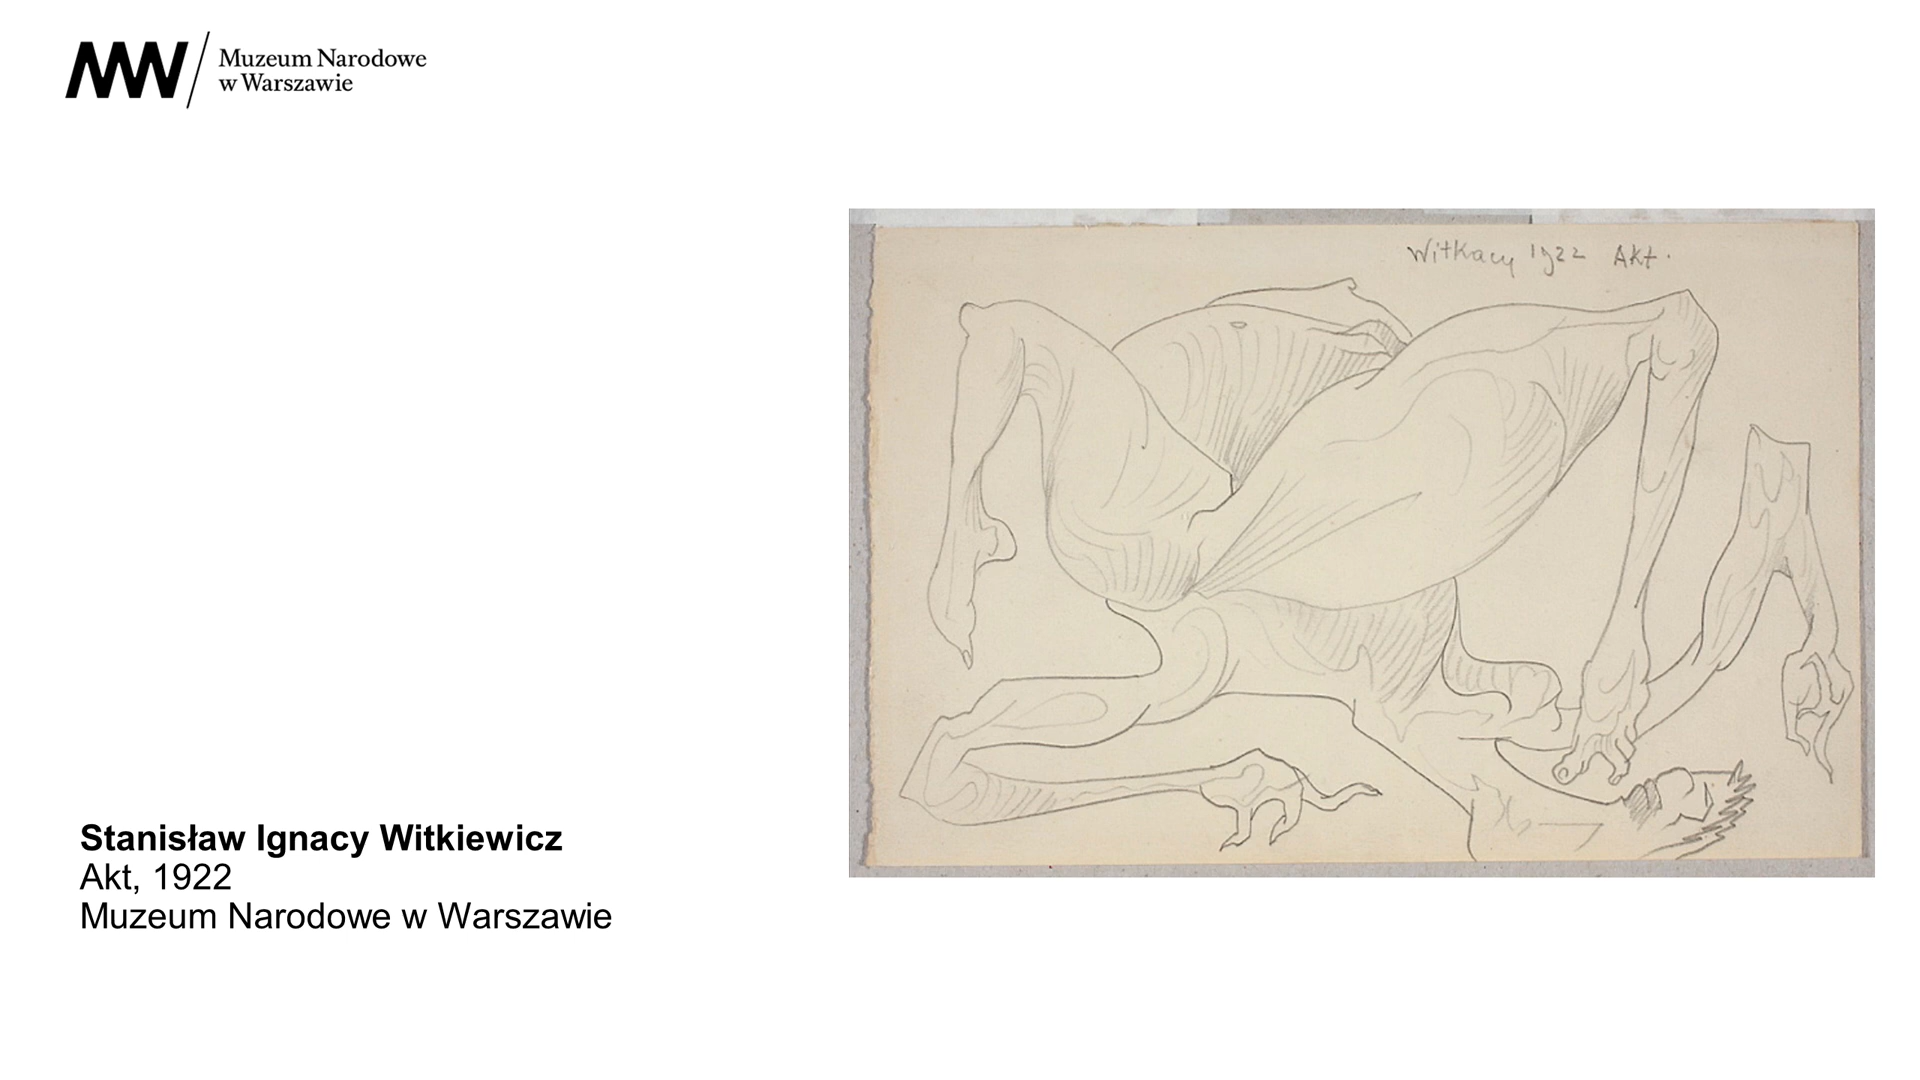 Muzeum Narodowe
w Warszawie
Witkacy 1922 Akt.
Stanisław Ignacy Witkiewicz
Akt, 1922
Muzeum Narodowe w Warszawie